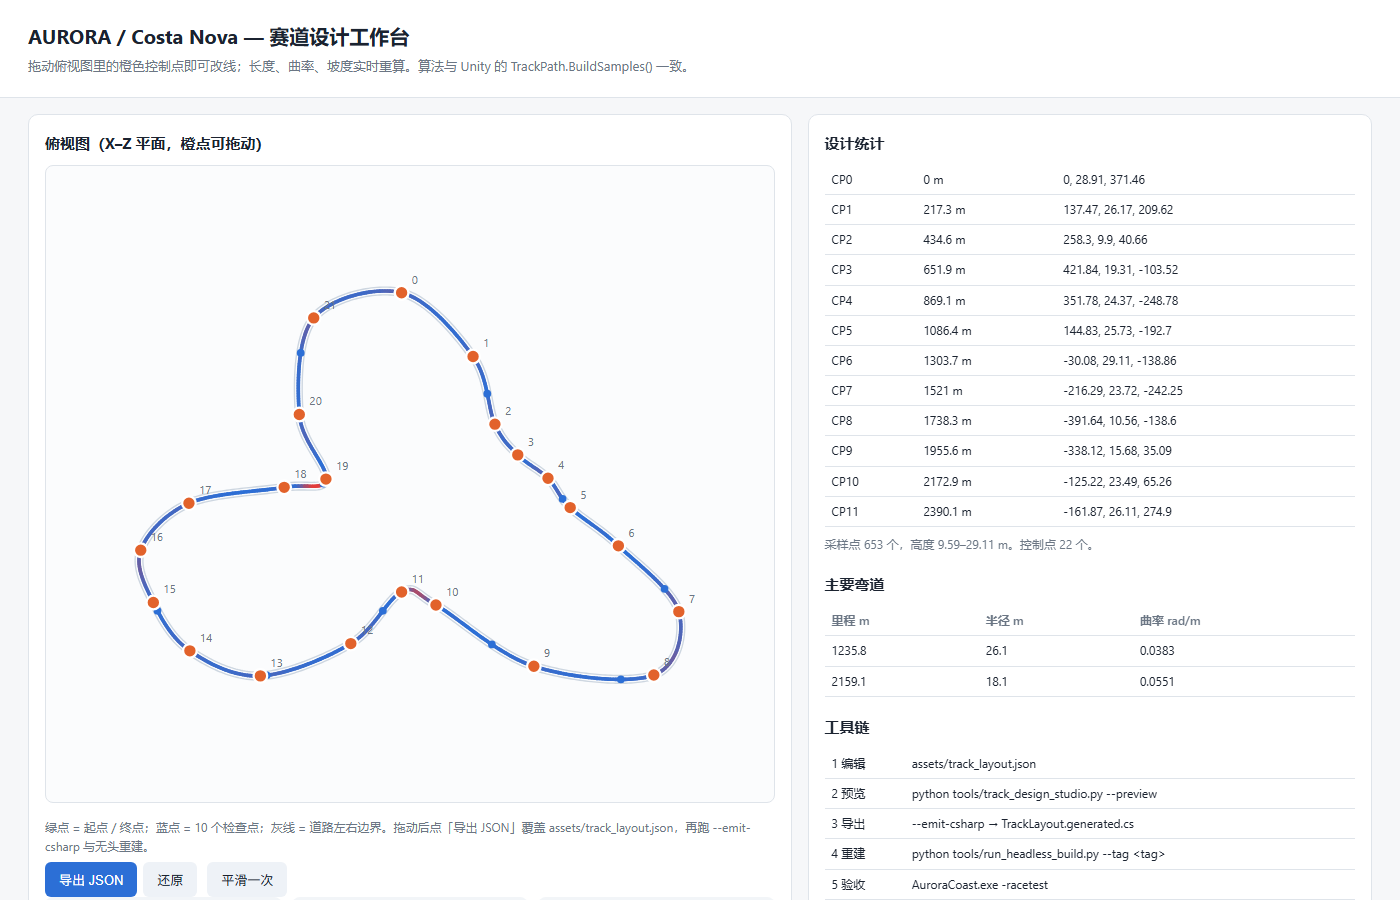 AURORA / Costa Nova — 赛道设计工作台
拖动俯视图里的橙色控制点即可改线；长度、曲率、坡度实时重算。算法与 Unity 的 TrackPath.BuildSamples() 一致。
俯视图（X–Z 平面，橙点可拖动）
0
21
1
20
2
3
19
4
18
17
5
16
6
15
11
10
7
14
12
13
9
8
绿点 = 起点 / 终点；蓝点 = 10 个检查点；灰线 = 道路左右边界。拖动后点「导出 JSON」覆盖 assets/track_layout.json，再跑 --emit-
csharp 与无头重建。
导出 JSON 还原 平滑一次
设计统计
CP0 0 m 0, 28.91, 371.46
CP1 217.3 m 137.47, 26.17, 209.62
CP2 434.6 m 258.3, 9.9, 40.66
CP3 651.9 m 421.84, 19.31, -103.52
CP4 869.1 m 351.78, 24.37, -248.78
CP5 1086.4 m 144.83, 25.73, -192.7
CP6 1303.7 m -30.08, 29.11, -138.86
CP7 1521 m -216.29, 23.72, -242.25
CP8 1738.3 m -391.64, 10.56, -138.6
CP9 1955.6 m -338.12, 15.68, 35.09
CP10 2172.9 m -125.22, 23.49, 65.26
CP11 2390.1 m -161.87, 26.11, 274.9
采样点 653 个，高度 9.59–29.11 m。控制点 22 个。
主要弯道
里程 m 半径 m 曲率 rad/m
1235.8 26.1 0.0383
2159.1 18.1 0.0551
工具链
1 编辑 assets/track_layout.json
2 预览 python tools/track_design_studio.py --preview
3 导出 --emit-csharp → TrackLayout.generated.cs
4 重建 python tools/run_headless_build.py --tag <tag>
5 验收 AuroraCoast.exe -racetest